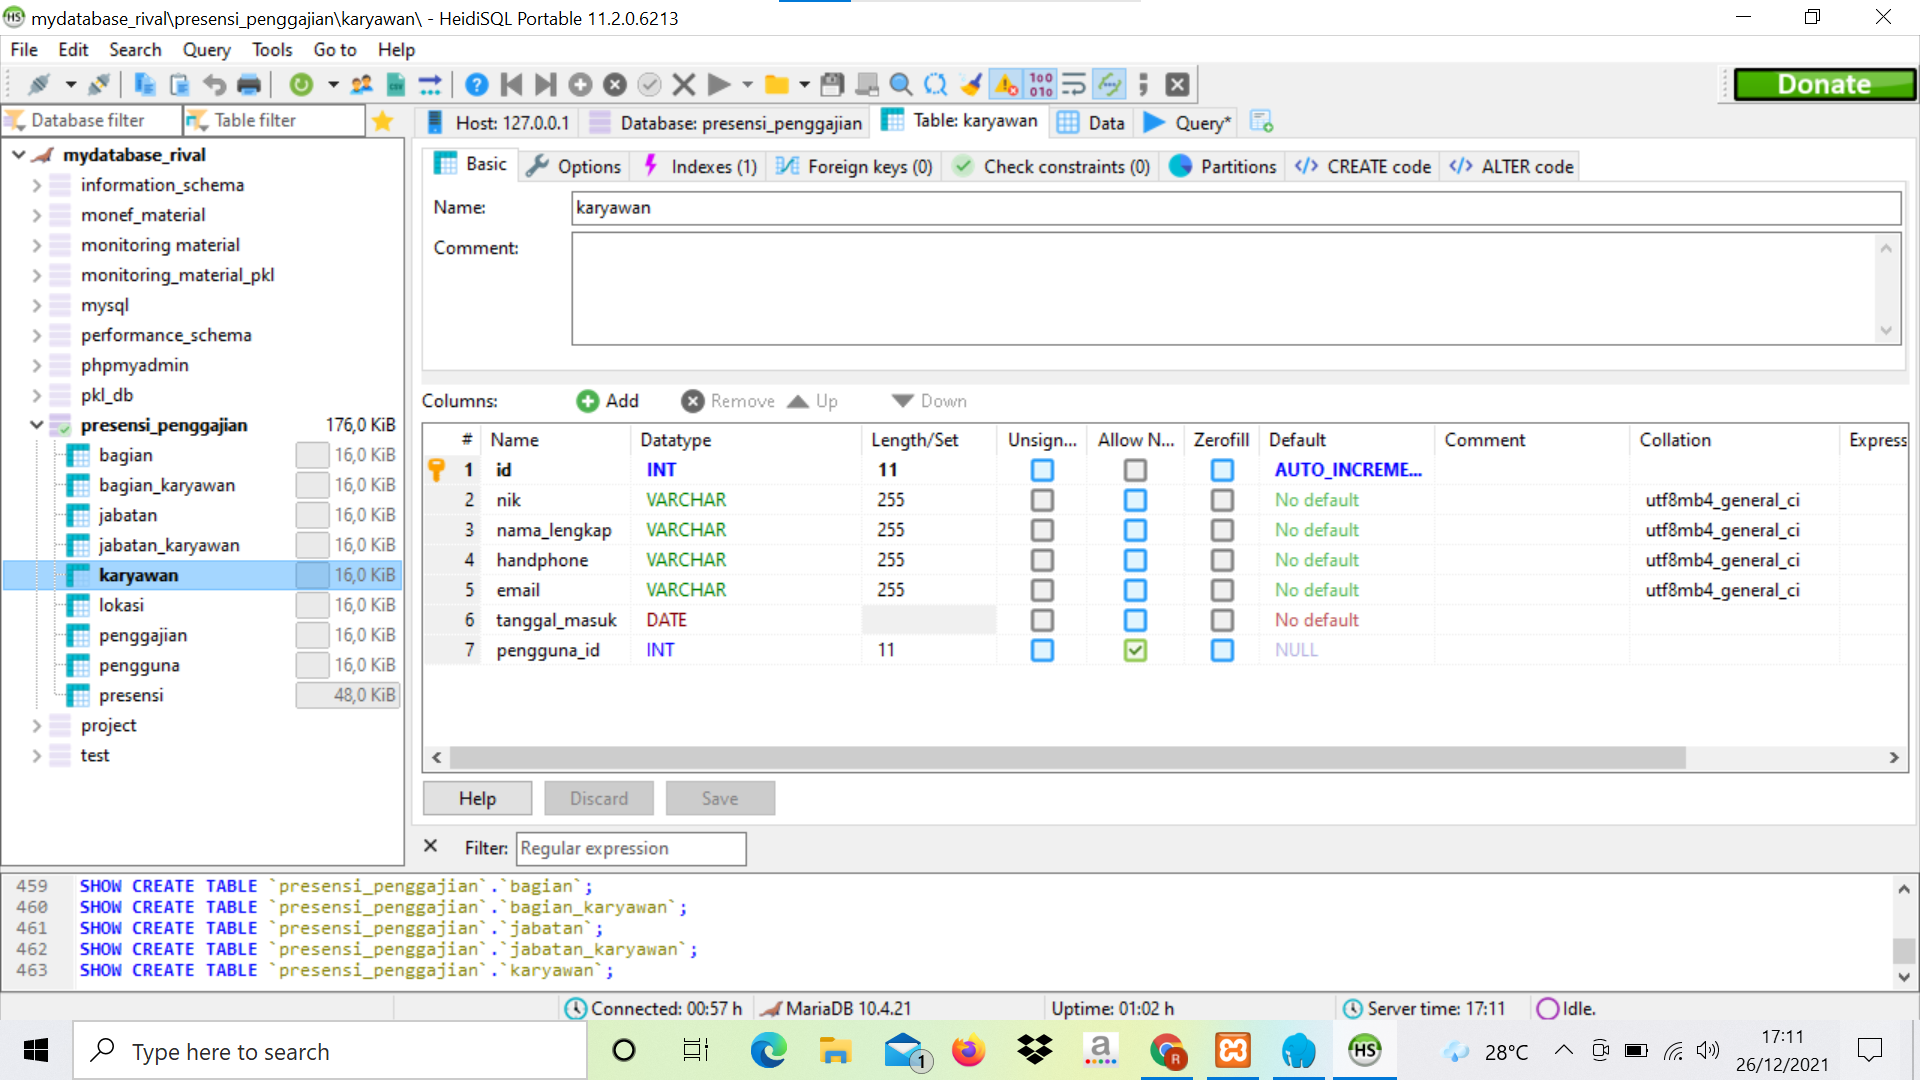 mydatabase_rival\presensi_penggajian\karyawan\ - HeidiSQL Portable 11.2.0.6213
File Edit Search Query Tools Go to Help
Donate
Database filter Table filter
Host: 127.0.0.1 Database: presensi_penggajian Table: karyawan Data Query*
mydatabase_rival
information_schema
monef_material
monitoring material
monitoring_material_pkl
mysql
performance_schema
phpmyadmin
pkl_db
presensi_penggajian 176,0 KiB
bagian 16,0 KiB
bagian_karyawan 16,0 KiB
jabatan 16,0 KiB
jabatan_karyawan 16,0 KiB
karyawan 16,0 KiB
lokasi 16,0 KiB
penggajian 16,0 KiB
pengguna 16,0 KiB
presensi 48,0 KiB
project
test
Basic Options Indexes (1) Foreign keys (0) Check constraints (0) Partitions CREATE code ALTER code
Name: karyawan
Comment:
Columns: Add Remove Up Down
# Name Datatype Length/Set Unsign... Allow N... Zerofill Default Comment Collation Express
1 id INT 11 AUTO_INCREME...
2 nik VARCHAR 255 No default utf8mb4_general_ci
3 nama_lengkap VARCHAR 255 No default utf8mb4_general_ci
4 handphone VARCHAR 255 No default utf8mb4_general_ci
5 email VARCHAR 255 No default utf8mb4_general_ci
6 tanggal_masuk DATE No default
7 pengguna_id INT 11 NULL
Help Discard Save
Filter: Regular expression
459 SHOW CREATE TABLE `presensi_penggajian`.`bagian`;
460 SHOW CREATE TABLE `presensi_penggajian`.`bagian_karyawan`;
461 SHOW CREATE TABLE `presensi_penggajian`.`jabatan`;
462 SHOW CREATE TABLE `presensi_penggajian`.`jabatan_karyawan`;
463 SHOW CREATE TABLE `presensi_penggajian`.`karyawan`;
Connected: 00:57 h MariaDB 10.4.21 Uptime: 01:02 h Server time: 17:11 Idle.
Type here to search
1
28°C
17:11
26/12/2021